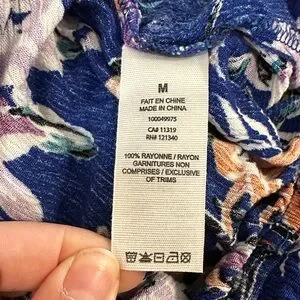 M
FAIT EN CHINE
MADE IN CHINA
100049975
CA# 11319
RN# 121340
100% RAYONNE / RAYON
GARNITURES NON
COMPRISES / EXCLUSIVE
OF TRIMS